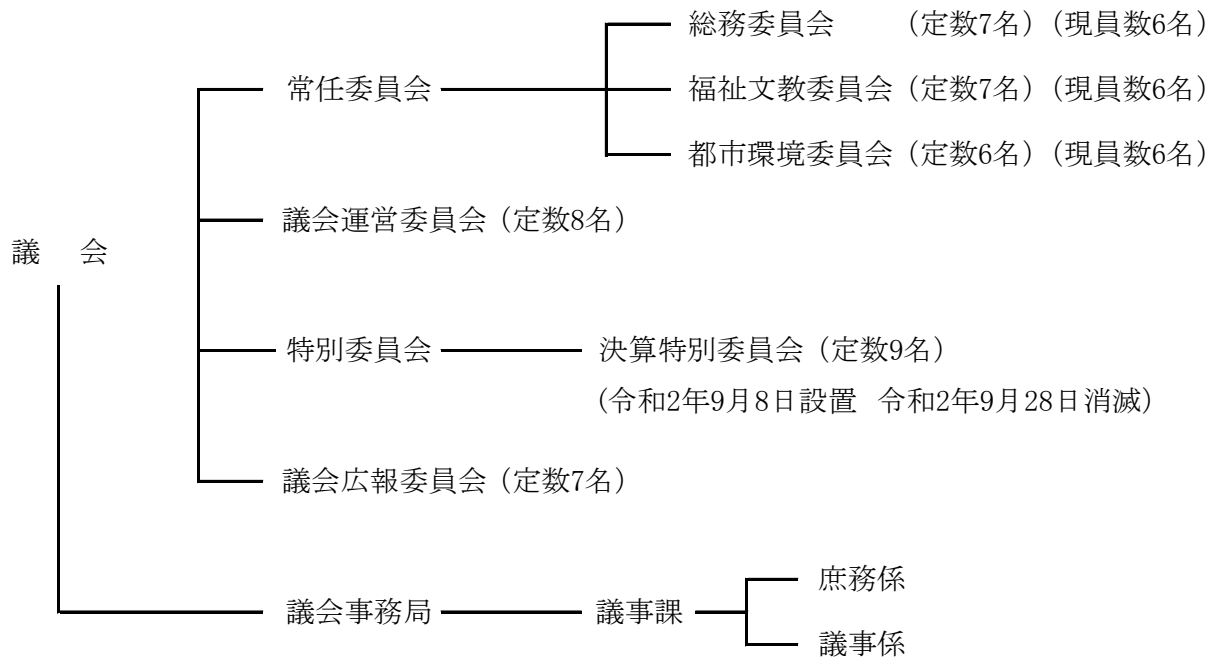 総務委員会 (定数7名) (現員数6名)
常任委員会
福祉文教委員会 (定数7名) (現員数6名)
都市環境委員会 (定数6名) (現員数6名)
議会運営委員会 (定数8名)
議 会
特別委員会
決算特別委員会 (定数9名)
(令和2年9月8日設置 令和2年9月28日消滅)
議会広報委員会 (定数7名)
議会事務局
議事課
庶務係
議事係